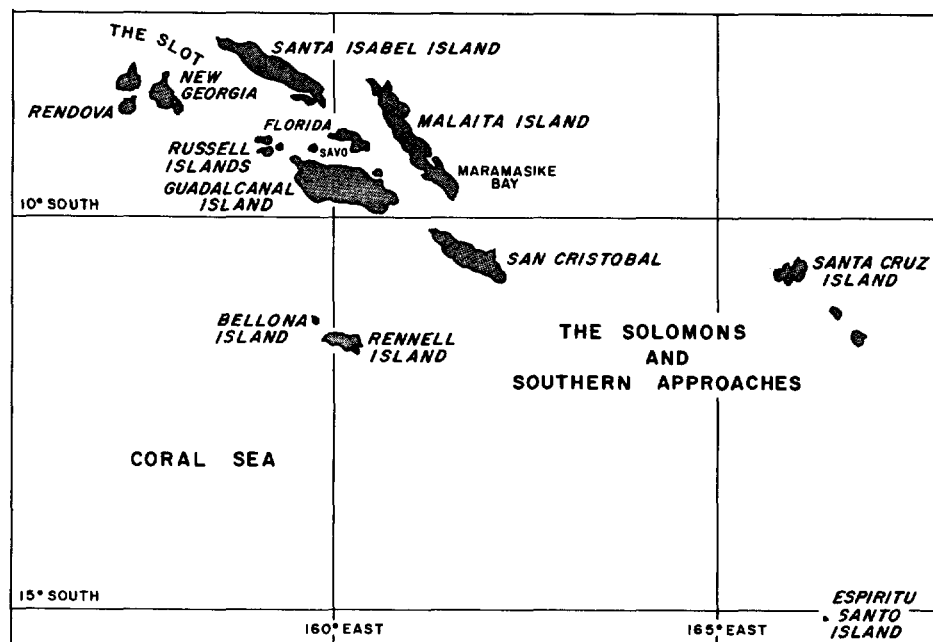 THE SLOT
SANTA ISABEL ISLAND
NEW
GEORGIA
RENDOVA
MALAITA ISLAND
FLORIDA
RUSSELL
ISLANDS
SAVO
MARAMASIKE
BAY
GUADALCANAL
ISLAND
10° SOUTH
SAN CRISTOBAL
SANTA CRUZ
ISLAND
BELLONA
ISLAND
RENNELL
ISLAND
THE SOLOMONS
AND
SOUTHERN APPROACHES
CORAL SEA
15° SOUTH
ESPIRITU
SANTO
ISLAND
160° EAST
165° EAST